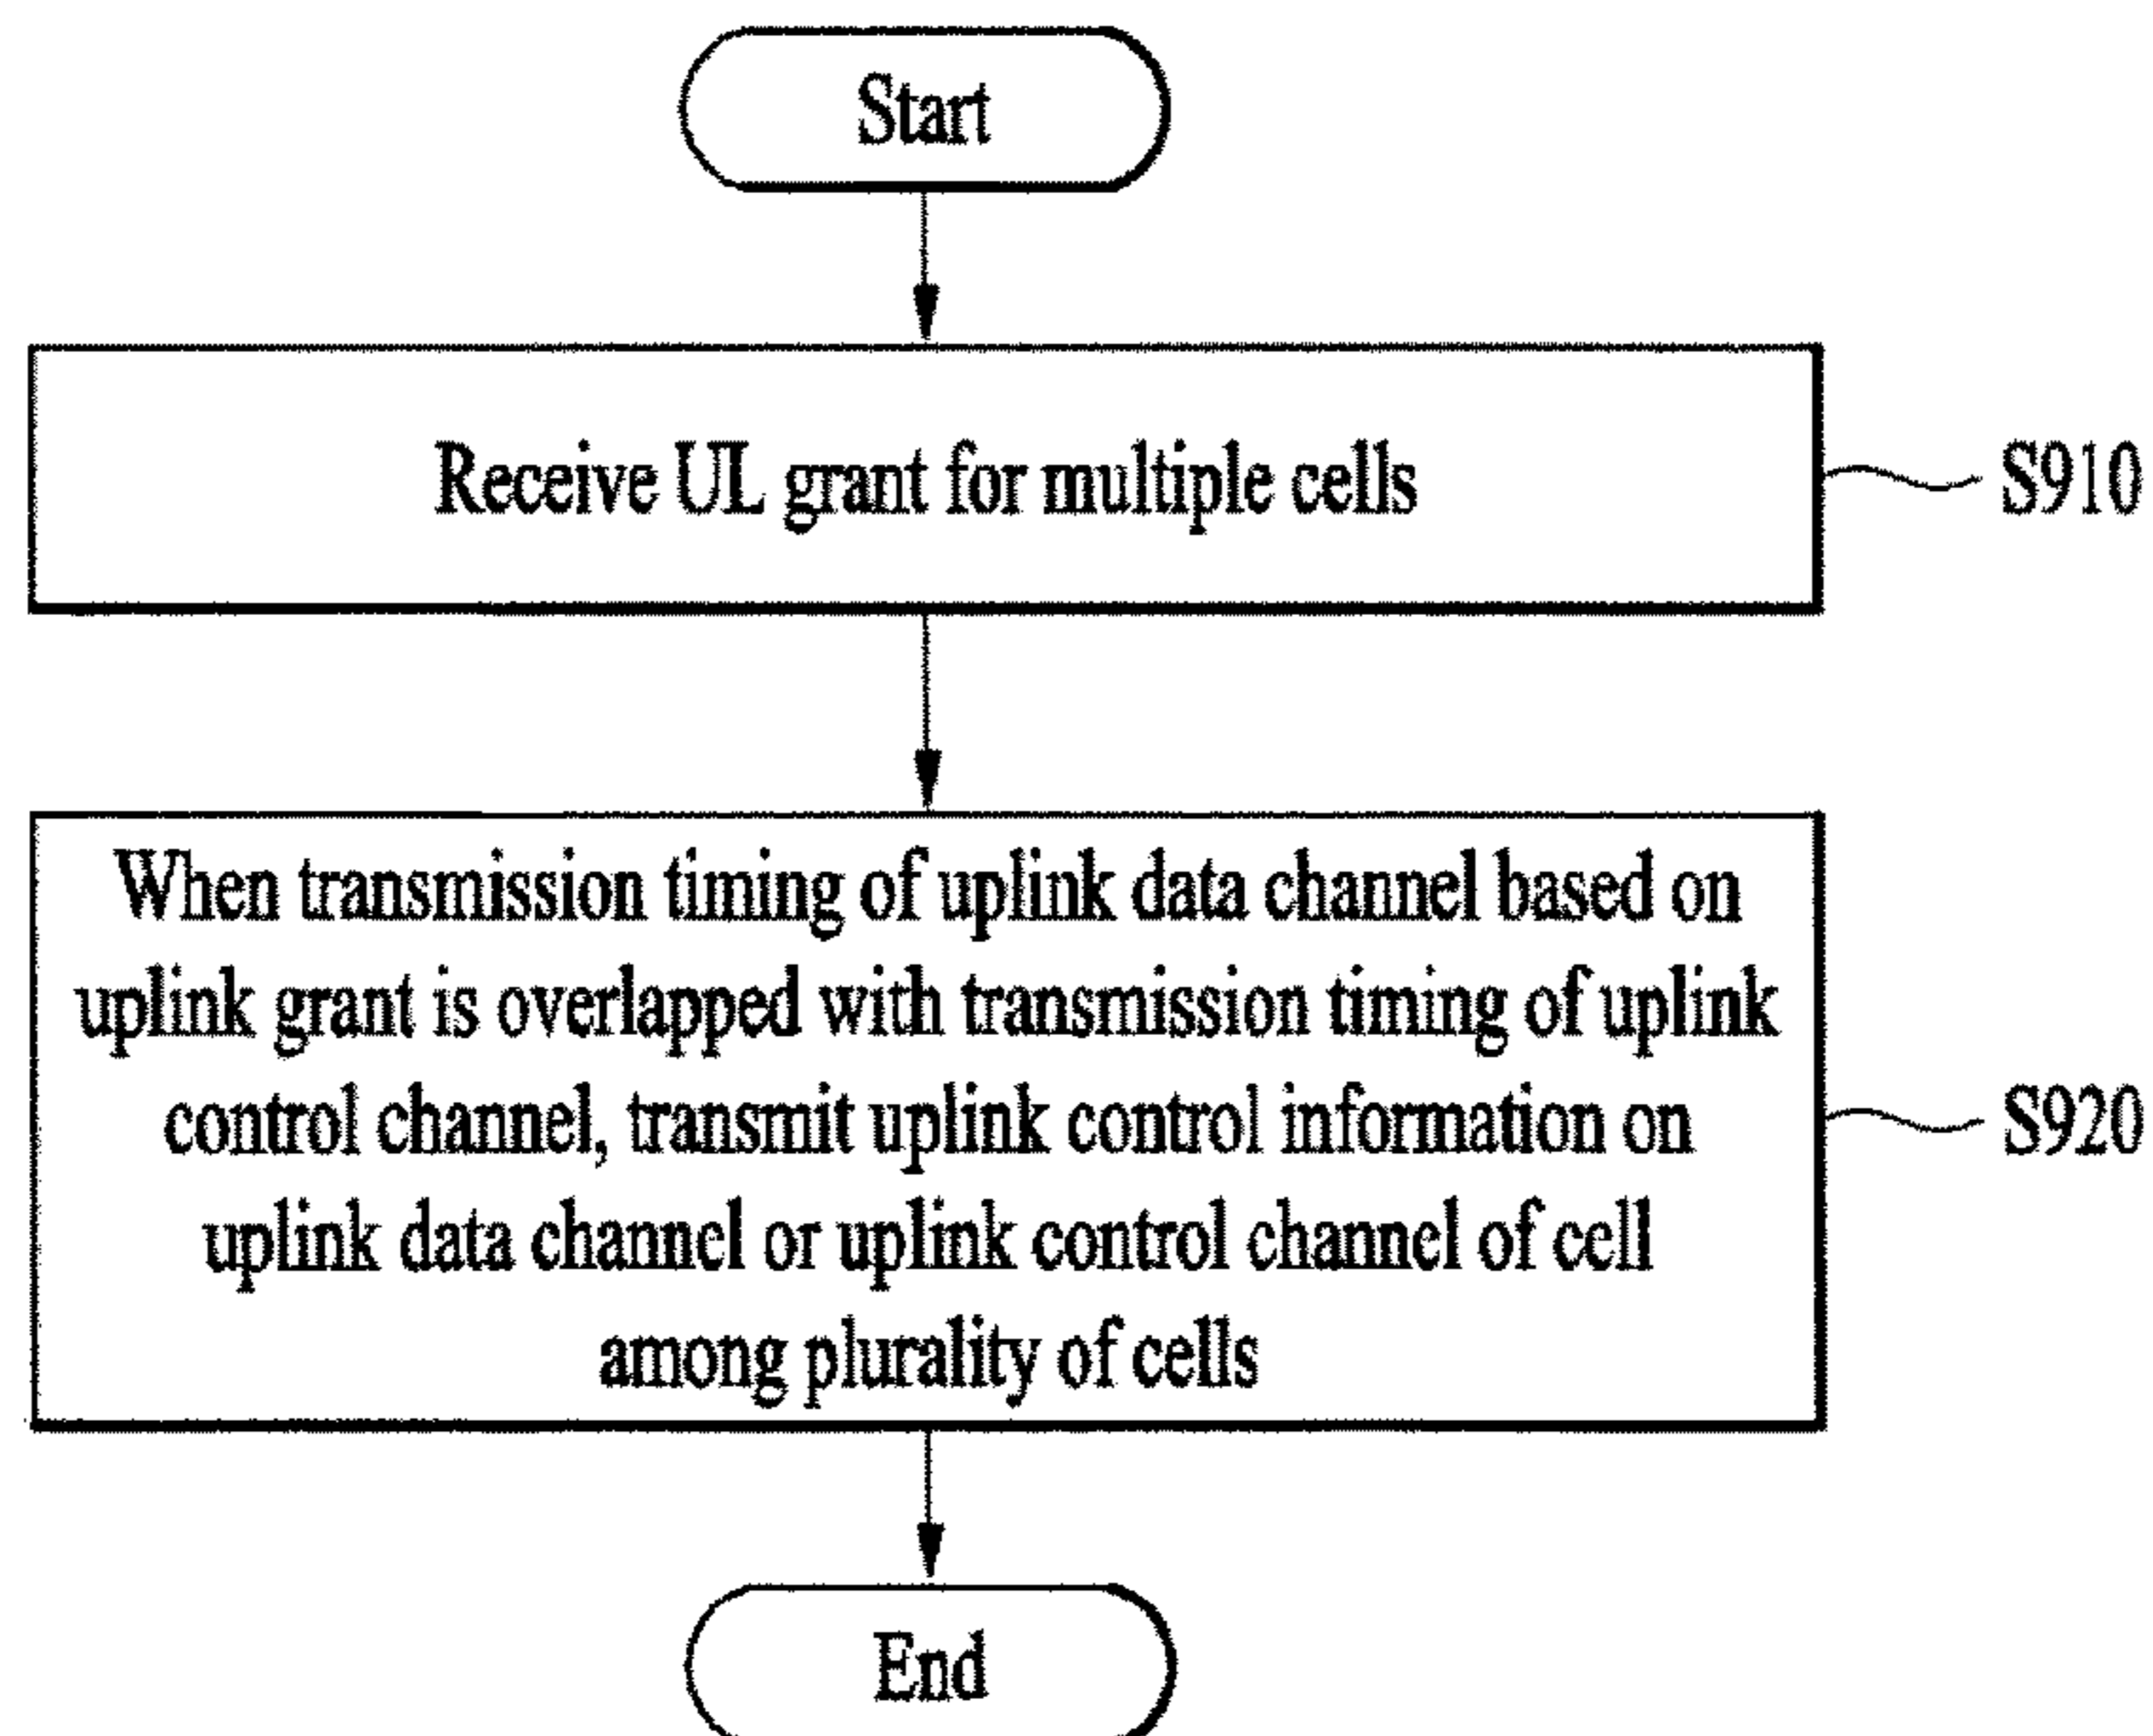 Start
Receive UL grant for multiple cells
S910
When transmission timing of uplink data channel based on
uplink grant is overlapped with transmission timing of uplink
control channel, transmit uplink control information on
uplink data channel or uplink control channel of cell
among plurality of cells
S920
End